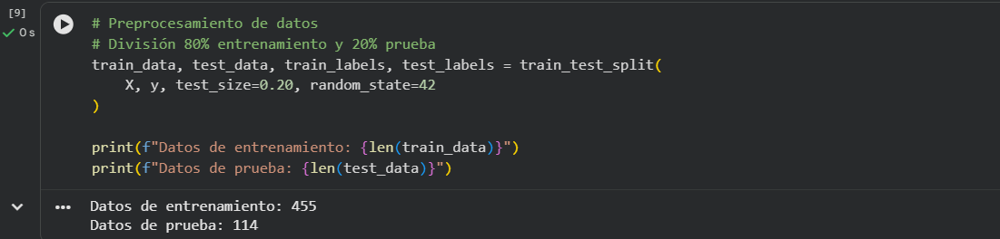 [9]
0 s
# Preprocesamiento de datos
# División 80% entrenamiento y 20% prueba
train_data, test_data, train_labels, test_labels = train_test_split(
    X, y, test_size=0.20, random_state=42
)
print(f"Datos de entrenamiento: {len(train_data)}")
print(f"Datos de prueba: {len(test_data)}")
Datos de entrenamiento: 455
Datos de prueba: 114